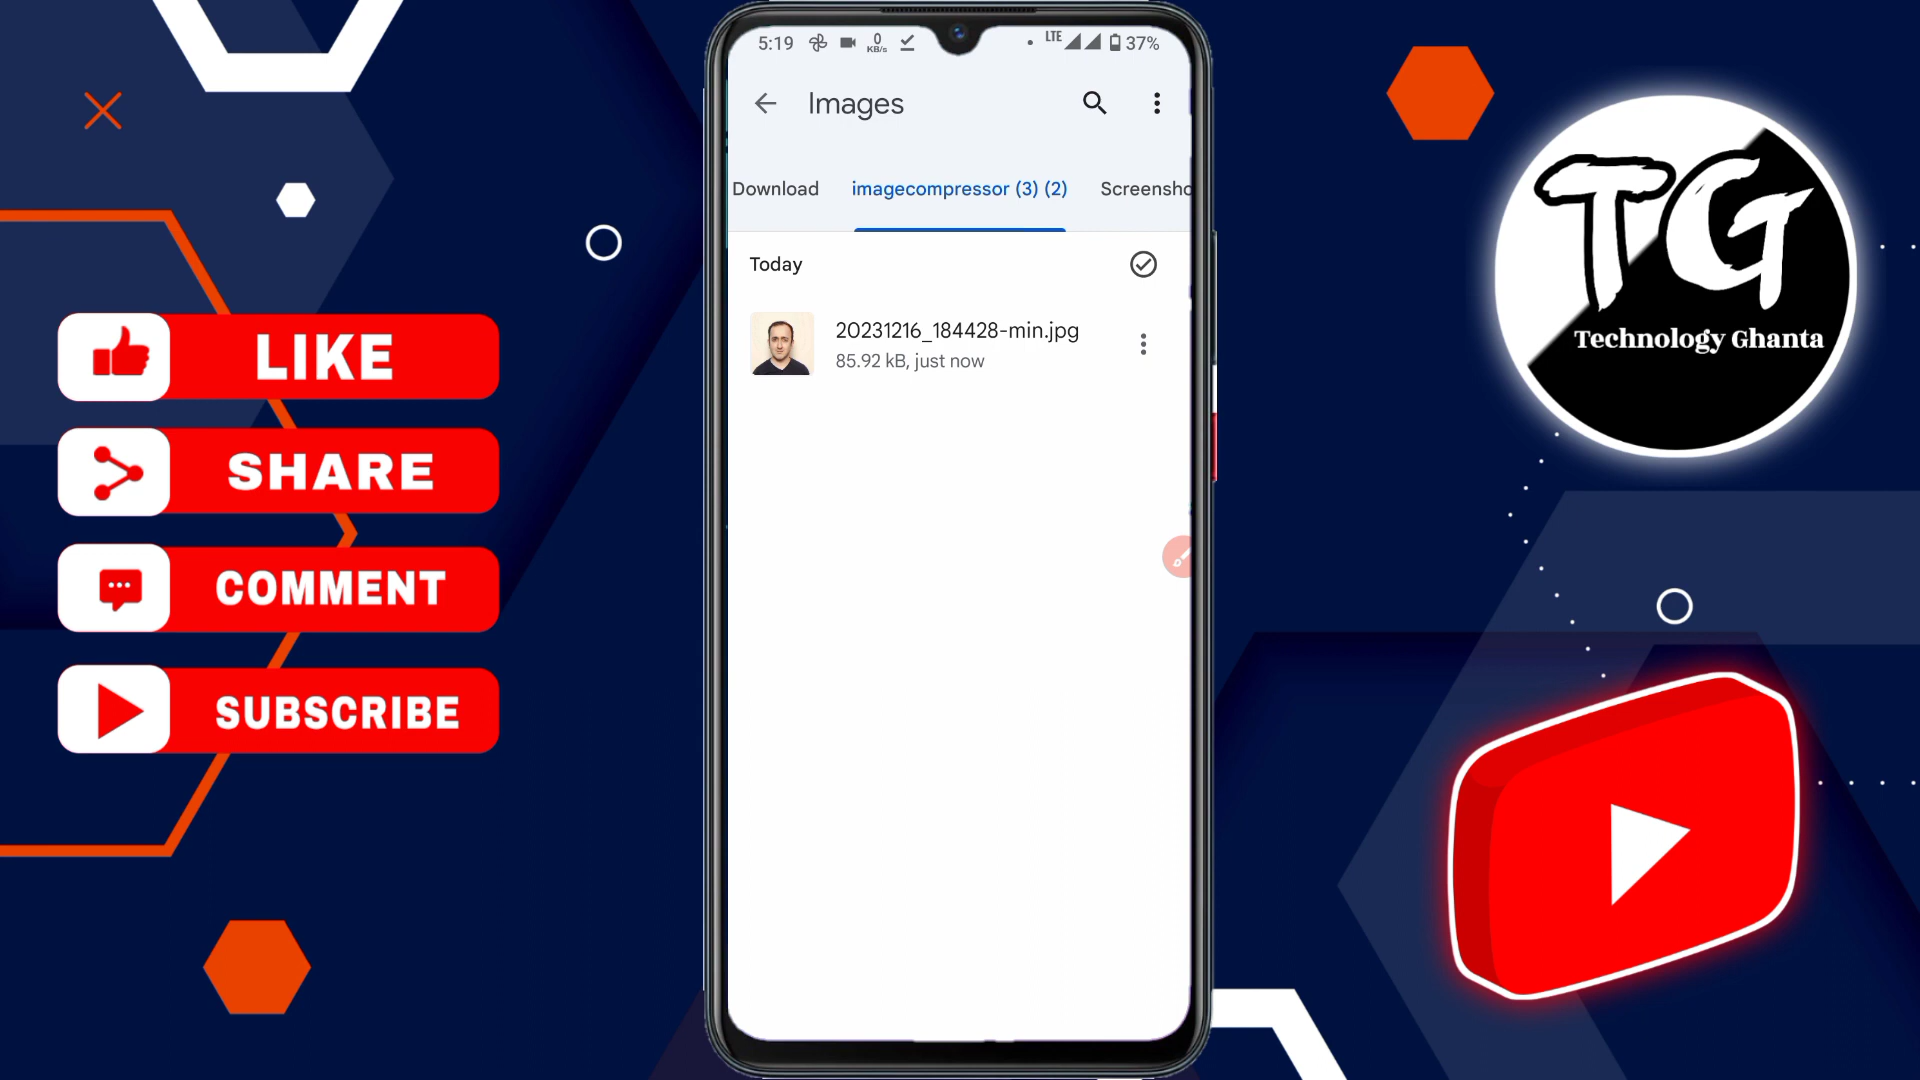 5:19
0
KB/s
LTE
37%
Images
Download
imagecompressor (3) (2)
Screensho
Today
20231216_184428-min.jpg
85.92 kB, just now
LIKE
SHARE
COMMENT
SUBSCRIBE
TG
Technology Ghanta